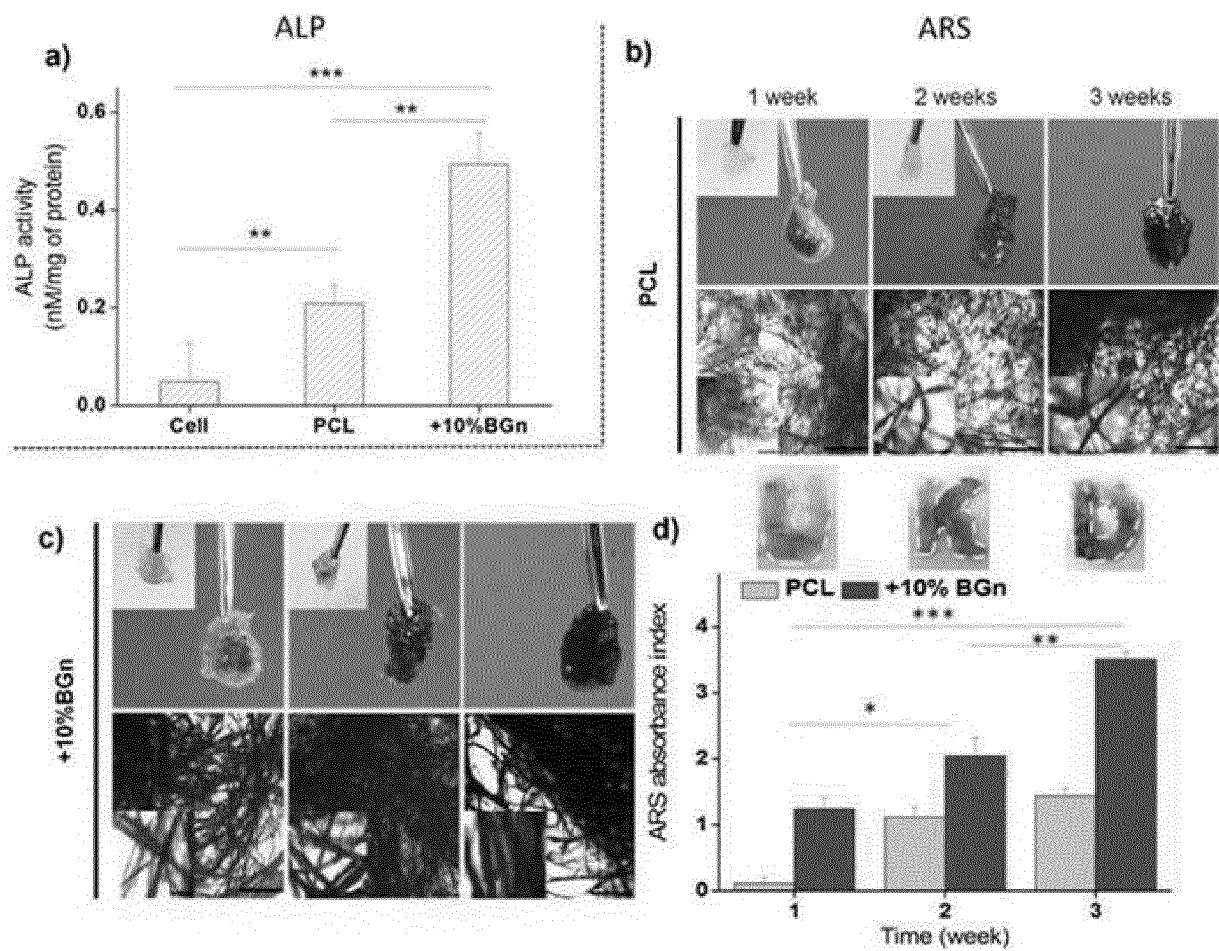 ALP
a)
***
**
**
0.6
0.4
0.2
0.0
ALP activity
(nM/mg of protein)
Cell
PCL
+10%BGn
ARS
b)
1 week
2 weeks
3 weeks
PCL
c)
+10%BGn
U
K
D
d)
PCL
+10% BGn
***
**
*
4
3
2
1
0
ARS absorbance index
1
2
3
Time (week)